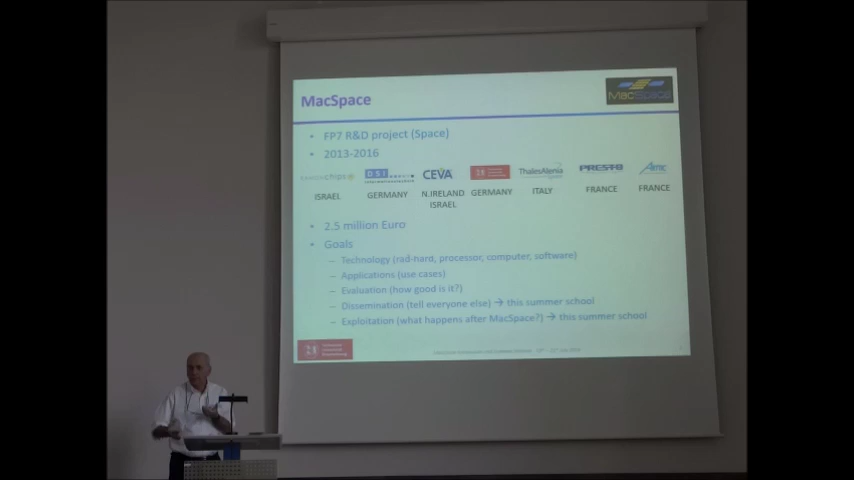 MacSpace
MacSpace
• FP7 R&D project (Space)
• 2013-2016
CEVA ThalesAlenia PRESTO
ISRAEL GERMANY N.IRELAND GERMANY ITALY FRANCE FRANCE
ISRAEL
• 2.5 million Euro
• Goals
– Technology (rad-hard, processor, computer, software)
– Applications (use cases)
– Evaluation (how good is it?)
– Dissemination (tell everyone else) → this summer school
– Exploitation (what happens after MacSpace?) → this summer school